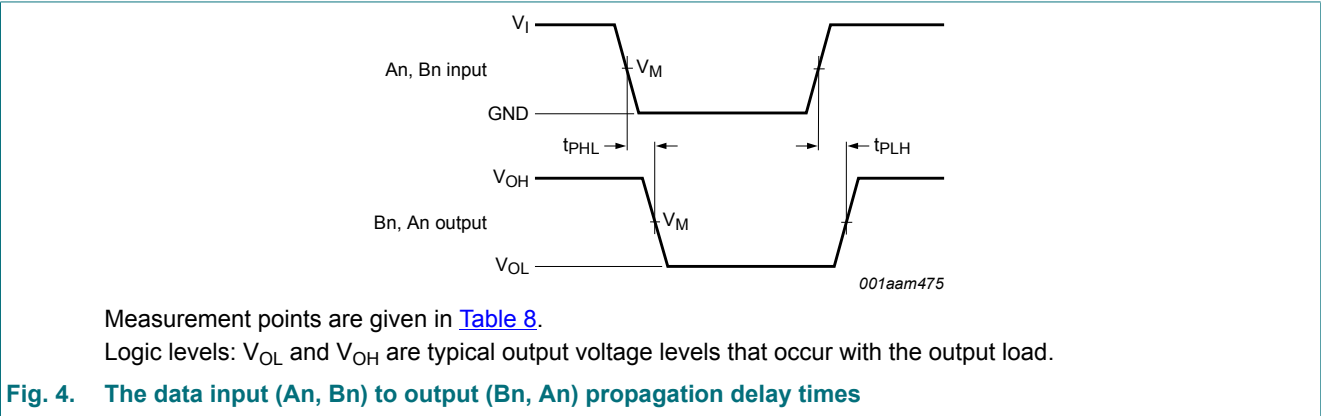 VI
An, Bn input
VM
GND
tPHL
tPLH
VOH
Bn, An output
VM
VOL
001aam475
Measurement points are given in Table 8.
Logic levels: VOL and VOH are typical output voltage levels that occur with the output load.
Fig. 4. The data input (An, Bn) to output (Bn, An) propagation delay times